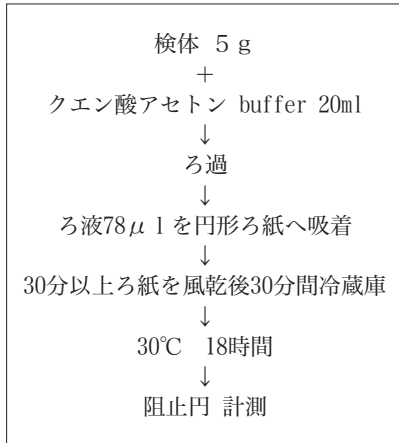 検体 5g
+
クエン酸アセトン buffer 20ml
↓
ろ過
↓
ろ液78μlを円形ろ紙へ吸着
↓
30分以上ろ紙を風乾後30分間冷蔵庫
↓
30℃ 18時間
↓
阻止円 計測